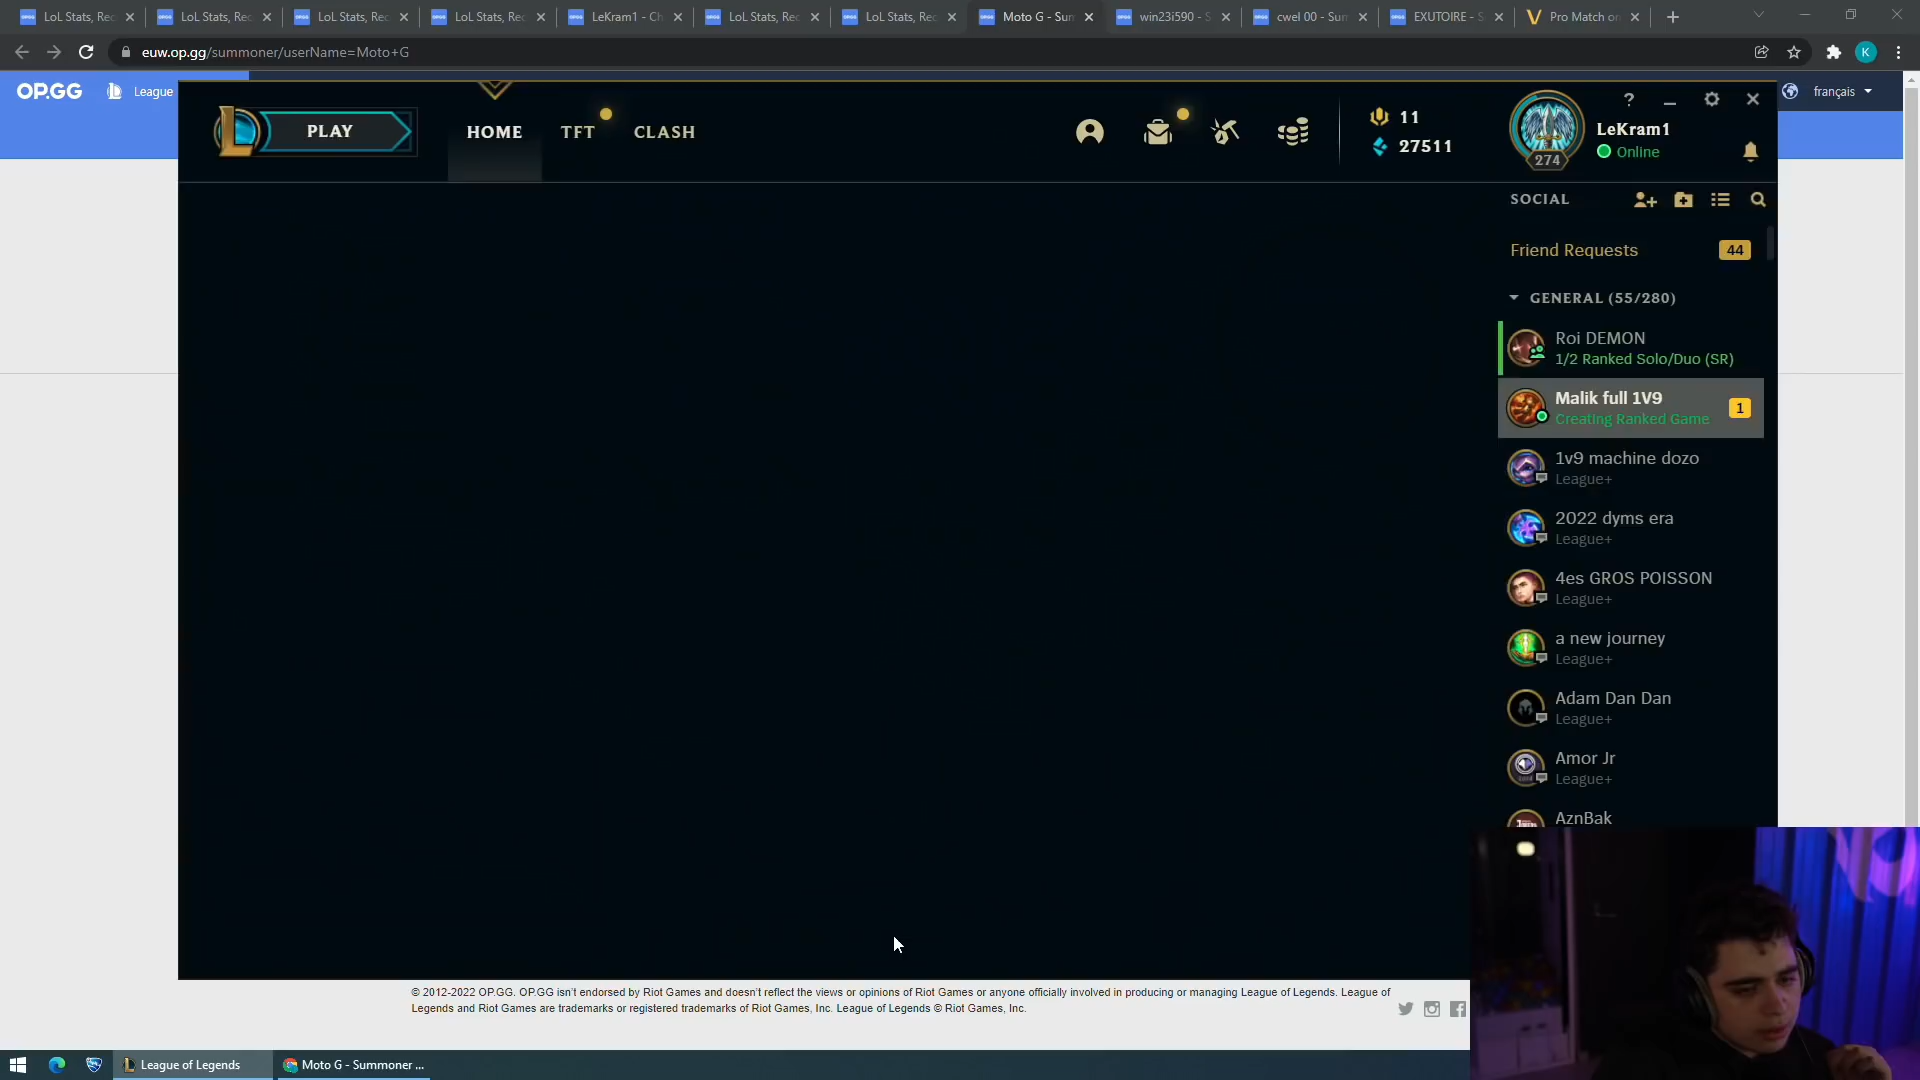 LoL Stats, Rec
LoL Stats, Rec
LoL Stats, Rec
LoL Stats, Rec
LeKram1 - Ch
LoL Stats, Rec
LoL Stats, Rec
Moto G - Sum
win23i590 - S
cwel 00 - Sum
EXUTOIRE - S
Pro Match on
euw.op.gg/summoner/userName=Moto+G
K
OP.GG
League
français
PLAY
HOME
TFT
CLASH
11
27511
274
LeKram1
Online
SOCIAL
Friend Requests
44
GENERAL (55/280)
Roi DEMON
1/2 Ranked Solo/Duo (SR)
Malik full 1V9
Creating Ranked Game
1
1v9 machine dozo
League+
2022 dyms era
League+
4es GROS POISSON
League+
a new journey
League+
Adam Dan Dan
League+
Amor Jr
League+
AznBak
© 2012-2022 OP.GG. OP.GG isn't endorsed by Riot Games and doesn't reflect the views or opinions of Riot Games or anyone officially involved in producing or managing League of Legends. League of
Legends and Riot Games are trademarks or registered trademarks of Riot Games, Inc. League of Legends © Riot Games, Inc.
League of Legends
Moto G - Summoner ...